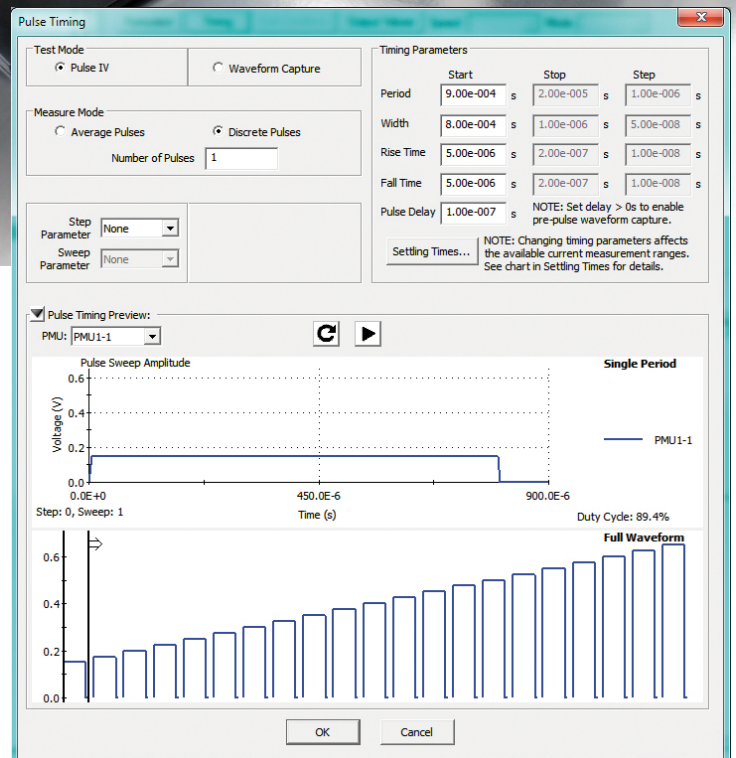 Pulse Timing
Test Mode
Pulse IV
Waveform Capture
Measure Mode
Average Pulses
Discrete Pulses
Number of Pulses 1
Step Parameter None
Sweep Parameter None
Timing Parameters
Start Stop Step
Period 9.00e-004 s 2.00e-005 s 1.00e-006 s
Width 8.00e-004 s 1.00e-006 s 5.00e-008 s
Rise Time 5.00e-006 s 2.00e-007 s 1.00e-008 s
Fall Time 5.00e-006 s 2.00e-007 s 1.00e-008 s
Pulse Delay 1.00e-007 s
NOTE: Set delay > 0s to enable
pre-pulse waveform capture.
Settling Times...
NOTE: Changing timing parameters affects
the available current measurement ranges.
See chart in Settling Times for details.
Pulse Timing Preview:
PMU: PMU1-1
Pulse Sweep Amplitude
Single Period
0.6
0.4
0.2
0.0
Voltage (V)
PMU1-1
0.0E+0 450.0E-6 900.0E-6
Step: 0, Sweep: 1
Time (s)
Duty Cycle: 89.4%
Full Waveform
0.6
0.4
0.2
0.0
OK
Cancel